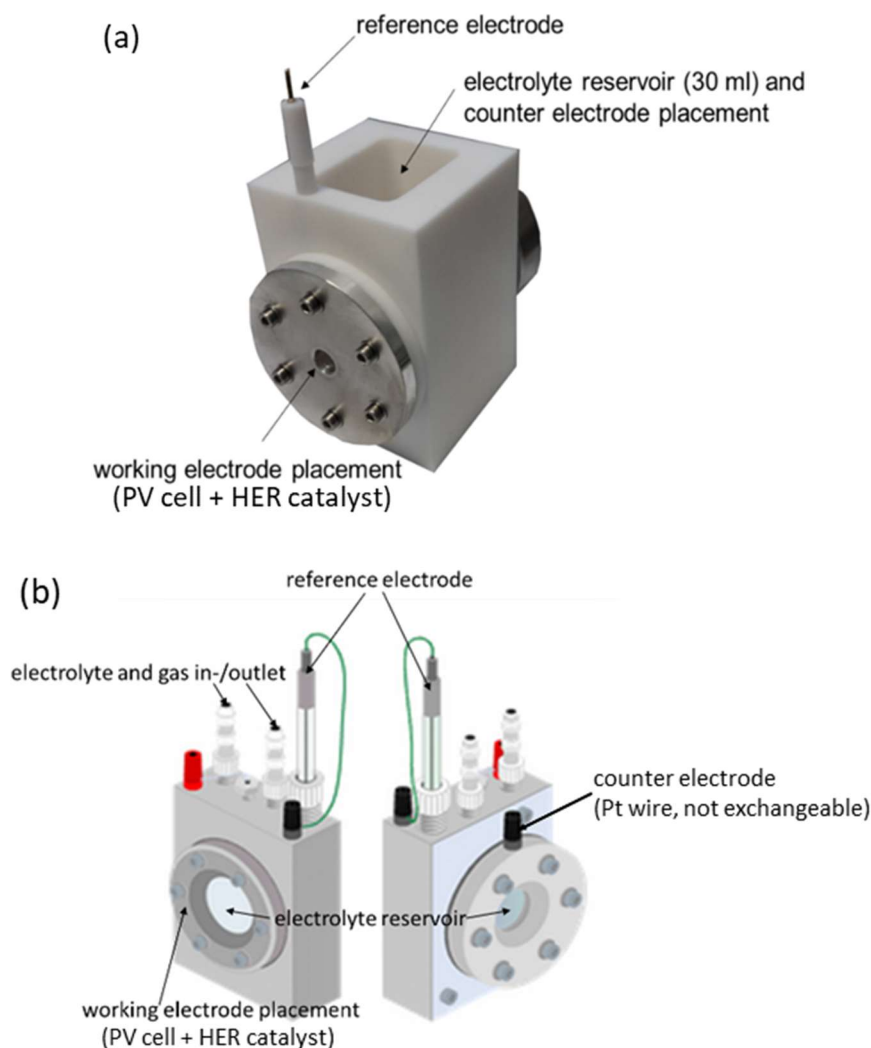 (a)
reference electrode
electrolyte reservoir (30 ml) and
counter electrode placement
working electrode placement
(PV cell + HER catalyst)
(b)
reference electrode
electrolyte and gas in-/outlet
counter electrode
(Pt wire, not exchangeable)
electrolyte reservoir
working electrode placement
(PV cell + HER catalyst)